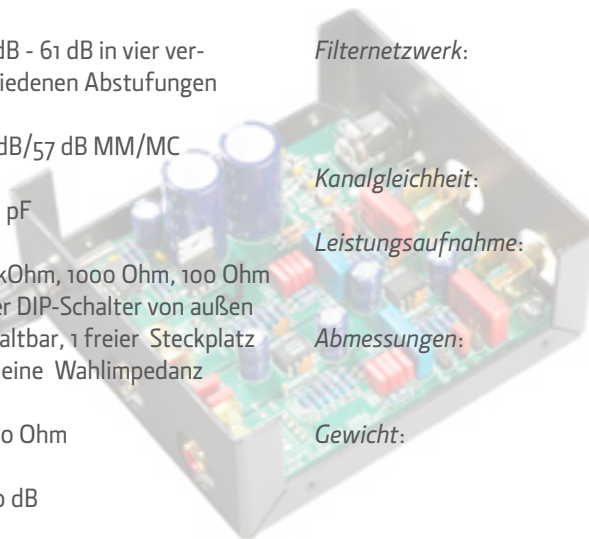 dB - 61 dB in vier ver-
iedenen Abstufungen
dB/57 dB MM/MC
pF
kOhm, 1000 Ohm, 100 Ohm
er DIP-Schalter von außen
altbar, 1 freier Steckplatz
eine Wahlimpedanz
0 Ohm
dB
Filternetzwerk:
Kanalgleichheit:
Leistungsaufnahme:
Abmessungen:
Gewicht: